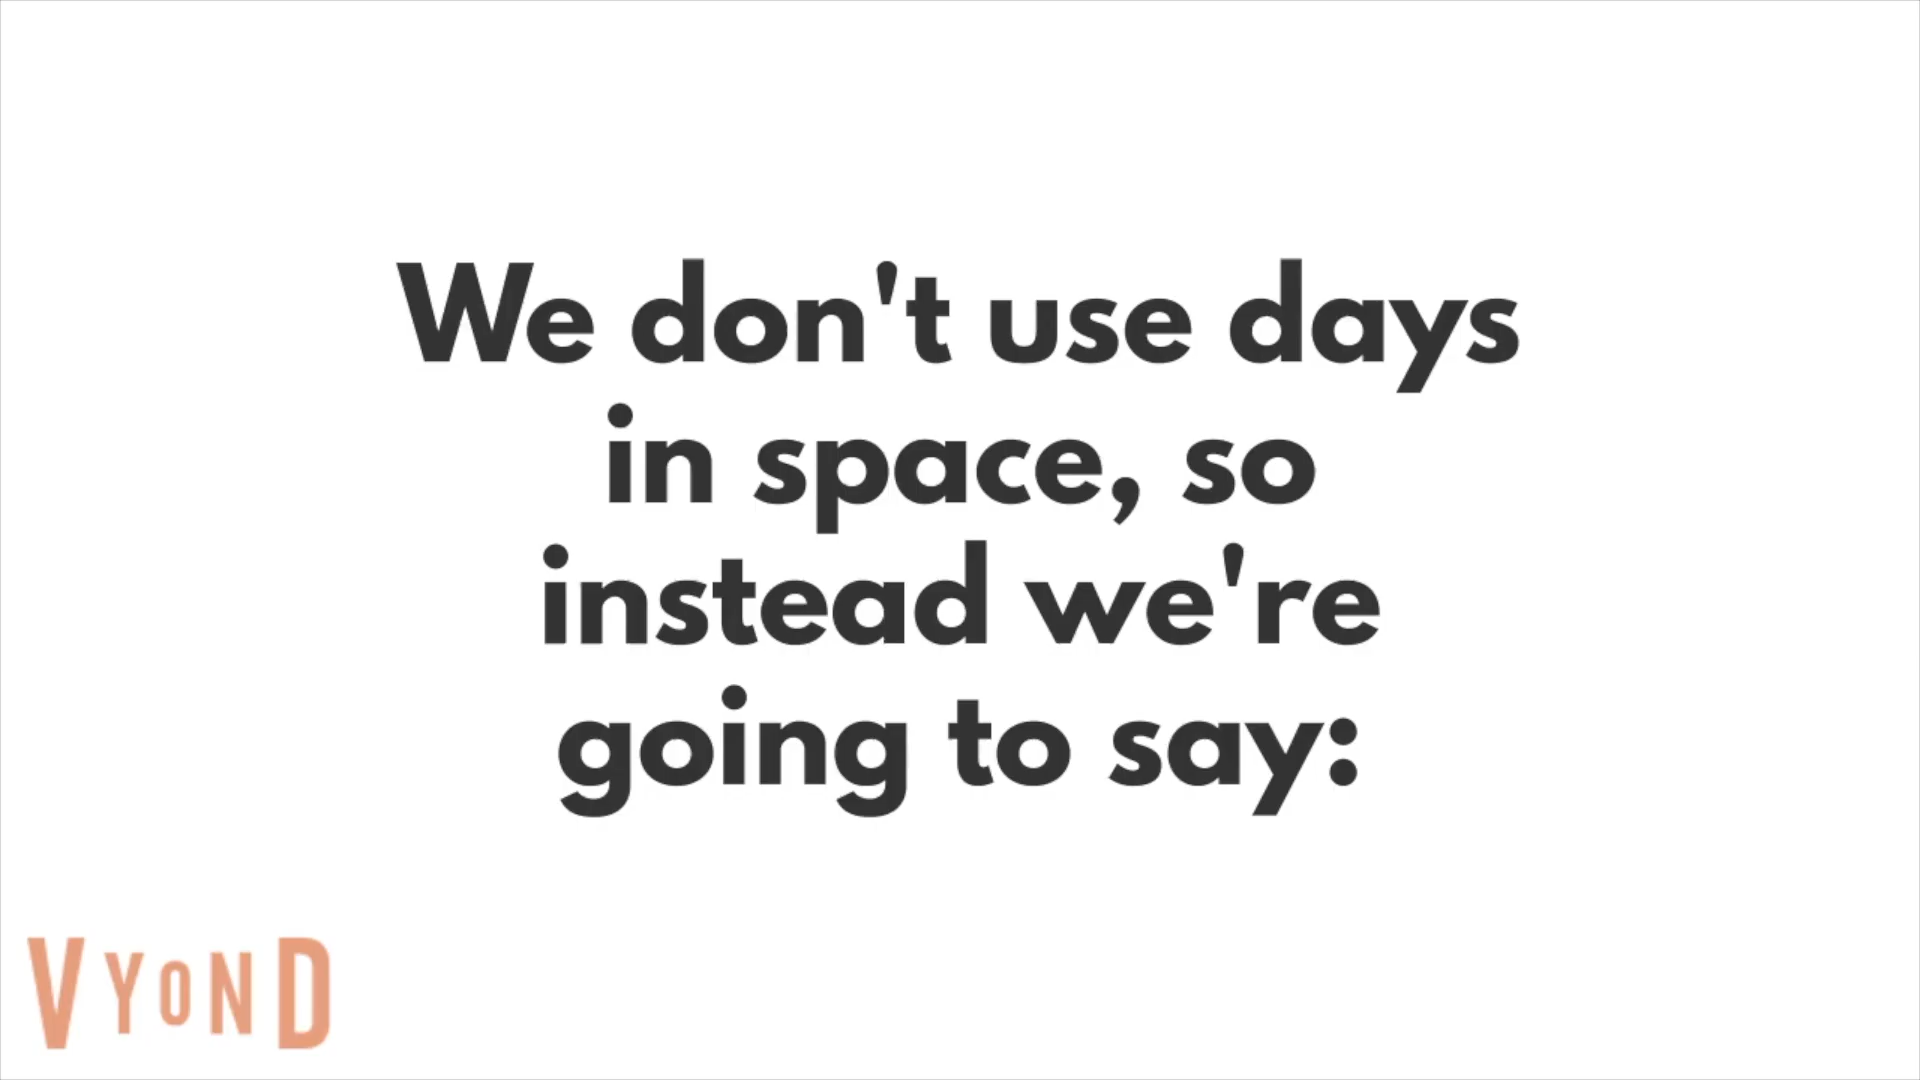 We don't use days
in space, so
instead we're
going to say:
VYOND